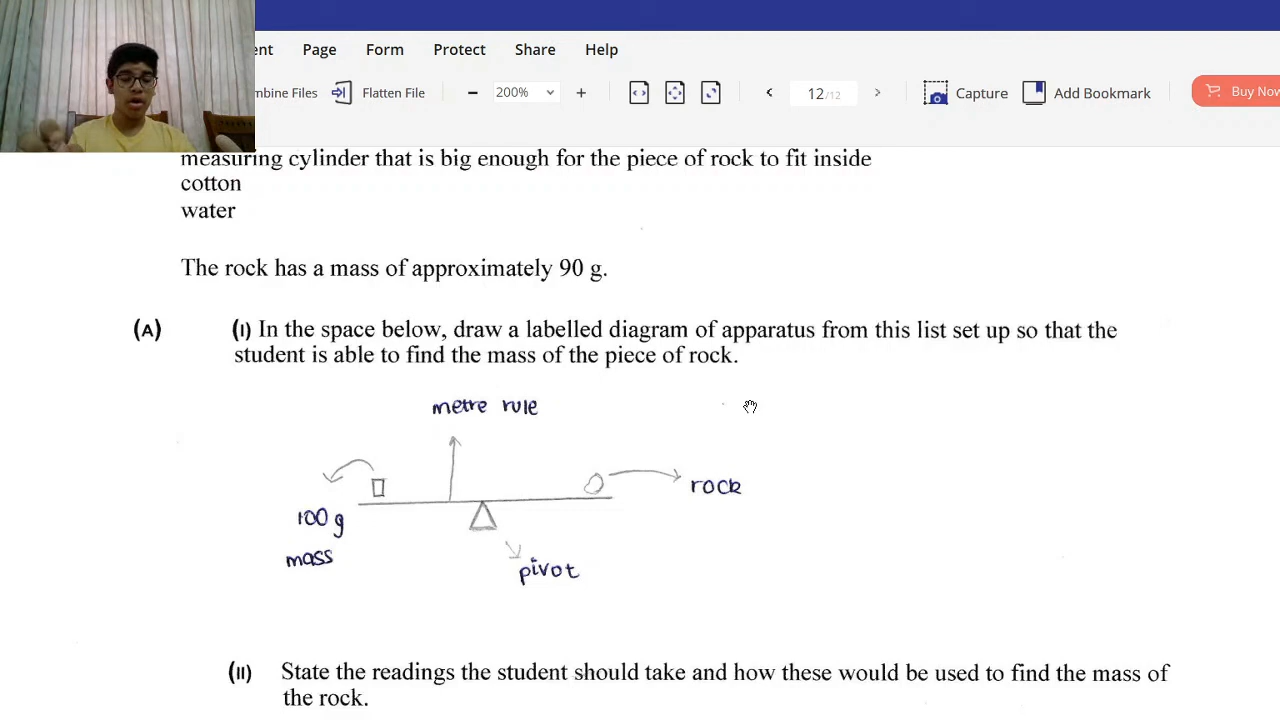 ent Page Form Protect Share Help
mbine Files Flatten File 200% 12/12 Capture Add Bookmark Buy Now
measuring cylinder that is big enough for the piece of rock to fit inside
cotton
water
The rock has a mass of approximately 90 g.
(A) (I) In the space below, draw a labelled diagram of apparatus from this list set up so that the
student is able to find the mass of the piece of rock.
metre rule
rock
100 g
mass
pivot
(II) State the readings the student should take and how these would be used to find the mass of
the rock.